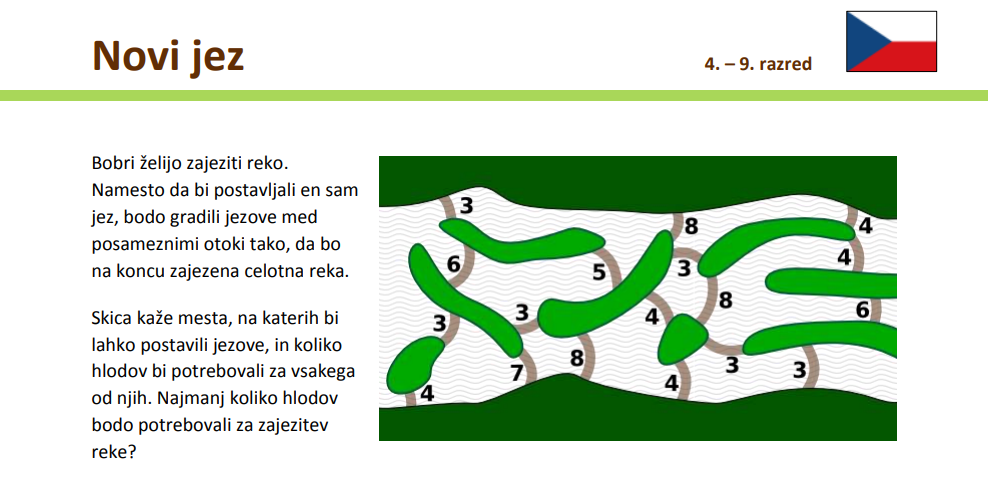 Novi jez
4. – 9. razred
Bobri želijo zajeziti reko.
Namesto da bi postavljali en sam
jez, bodo gradili jezove med
posameznimi otoki tako, da bo
na koncu zajezena celotna reka.
Skica kaže mesta, na katerih bi
lahko postavili jezove, in koliko
hlodov bi potrebovali za vsakega
od njih. Najmanj koliko hlodov
bodo potrebovali za zajezitev
reke?
3
8
4
6
5
3
4
8
3
3
4
6
7
8
4
3
3
4